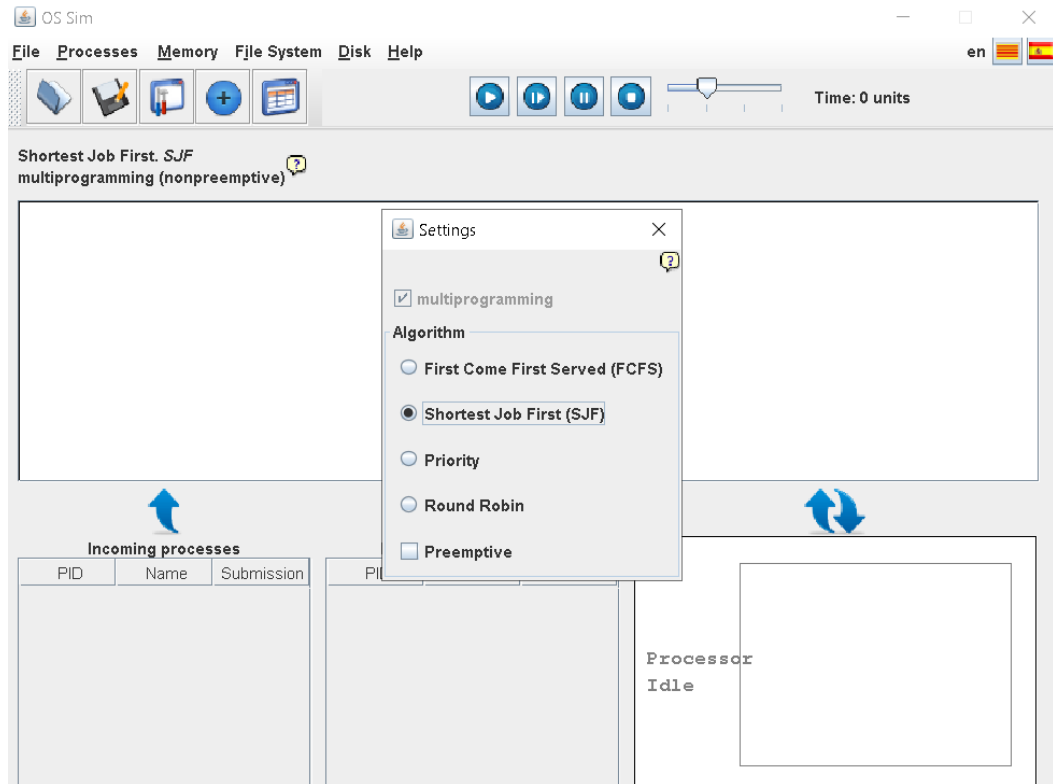 OS Sim
File Processes Memory File System Disk Help en
Time: 0 units
Shortest Job First. SJF
multiprogramming (nonpreemptive)
Settings
multiprogramming
Algorithm
First Come First Served (FCFS)
Shortest Job First (SJF)
Priority
Round Robin
Preemptive
Incoming processes
PID Name Submission
Processor
Idle